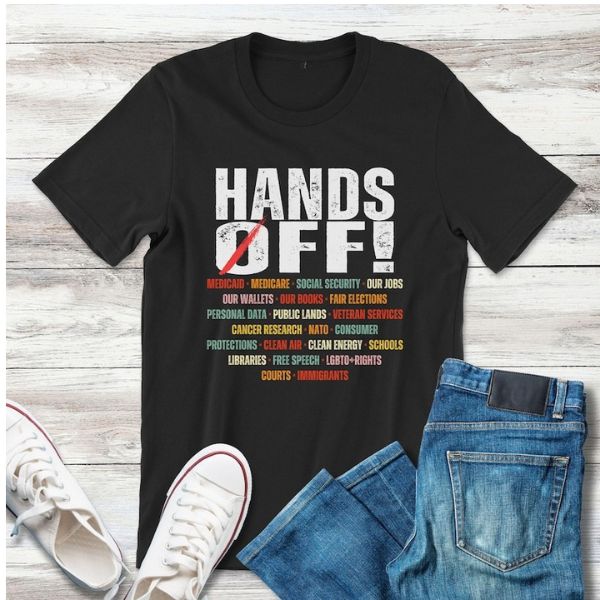 HANDS
OFF!
MEDICAID • MEDICARE • SOCIAL SECURITY • OUR JOBS
OUR WALLETS • OUR BOOKS • FAIR ELECTIONS
PERSONAL DATA • PUBLIC LANDS • VETERAN SERVICES
CANCER RESEARCH • NATO • CONSUMER
PROTECTIONS • CLEAN AIR • CLEAN ENERGY • SCHOOLS
LIBRARIES • FREE SPEECH • LGBTQ+RIGHTS
COURTS • IMMIGRANTS